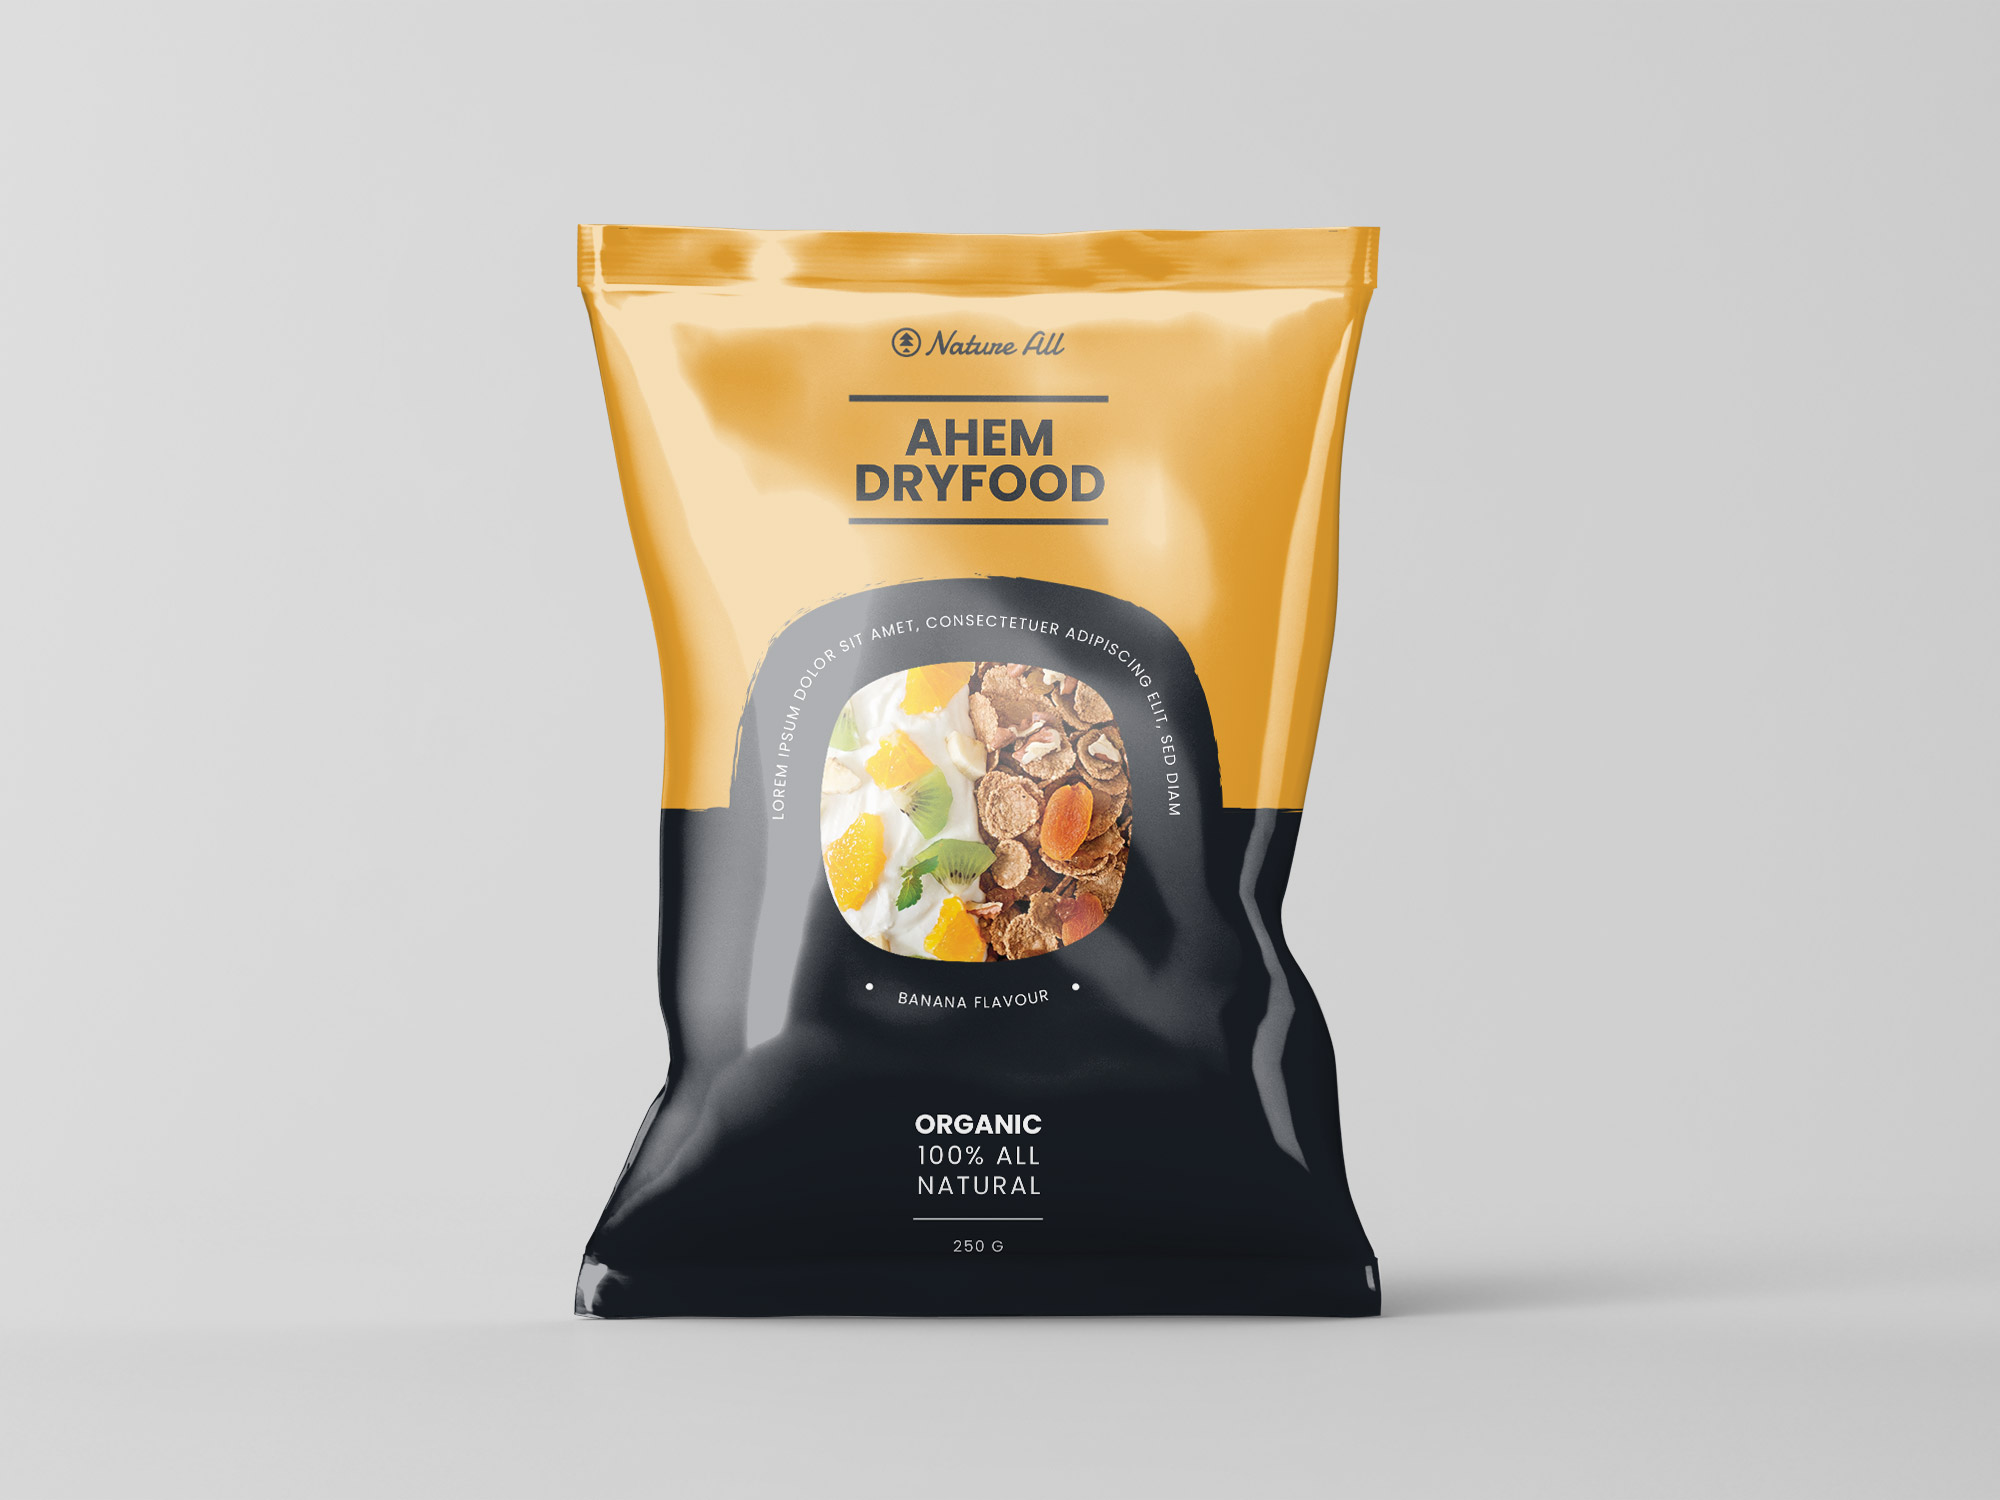 Nature All
AHEM
DRYFOOD
LOREM IPSUM DOLOR SIT AMET, CONSECTETUER ADIPISCING ELIT, SED DIAM
BANANA FLAVOUR
ORGANIC
100% ALL
NATURAL
250 G